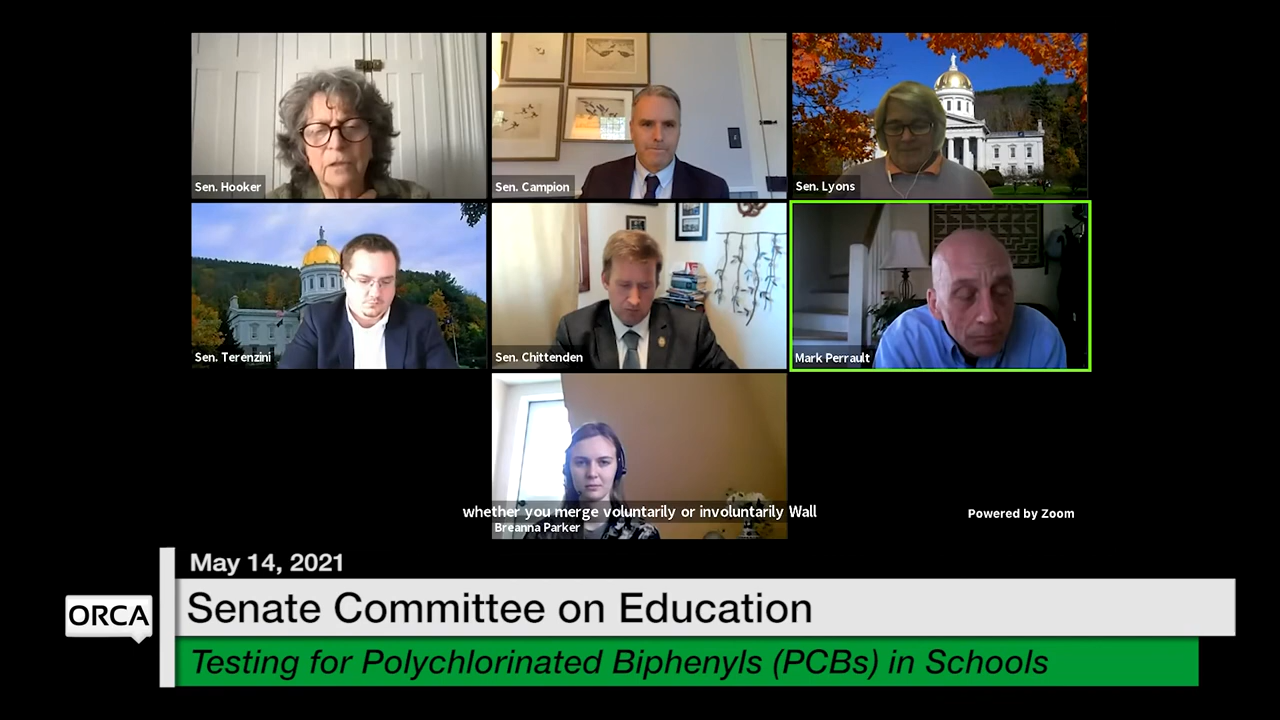 Sen. Hooker
Sen. Campion
Sen. Lyons
Sen. Terenzini
Sen. Chittenden
Mark Perrault
whether you merge voluntarily or involuntarily Wall
Breanna Parker
Powered by Zoom
May 14, 2021
ORCA
Senate Committee on Education
Testing for Polychlorinated Biphenyls (PCBs) in Schools